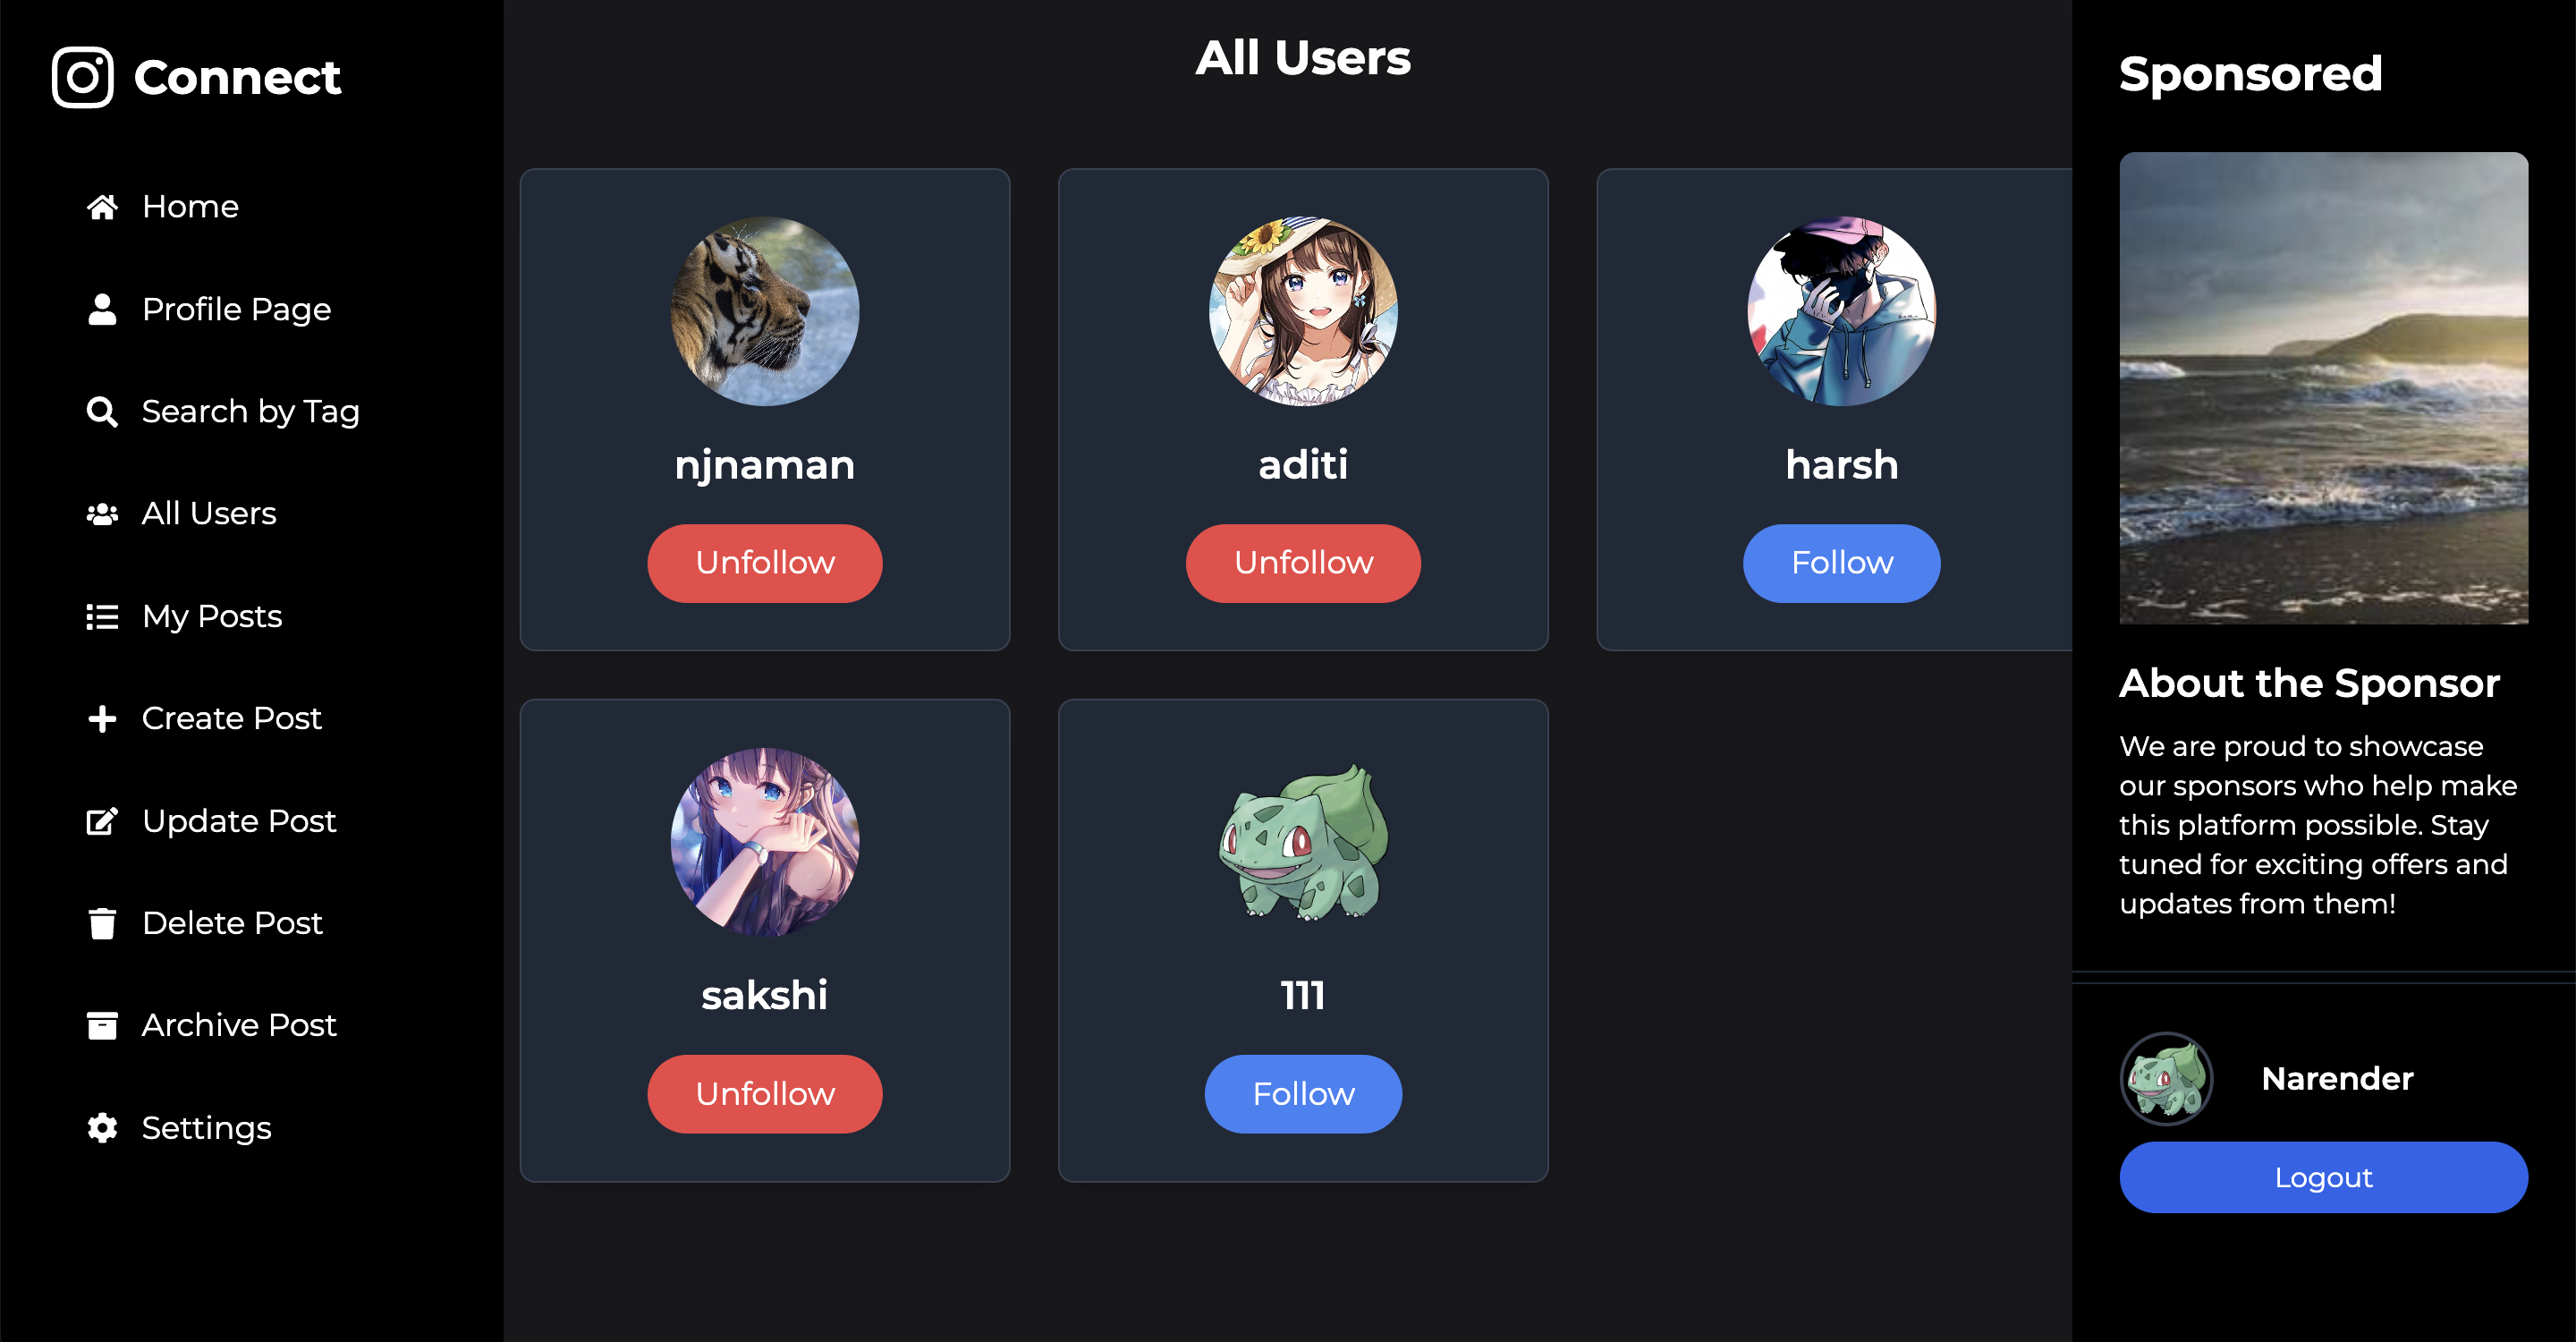 Connect
Home
Profile Page
Search by Tag
All Users
My Posts
Create Post
Update Post
Delete Post
Archive Post
Settings
All Users
njnaman
Unfollow
aditi
Unfollow
harsh
Follow
sakshi
Unfollow
111
Follow
Sponsored
About the Sponsor
We are proud to showcase
our sponsors who help make
this platform possible. Stay
tuned for exciting offers and
updates from them!
Narender
Logout